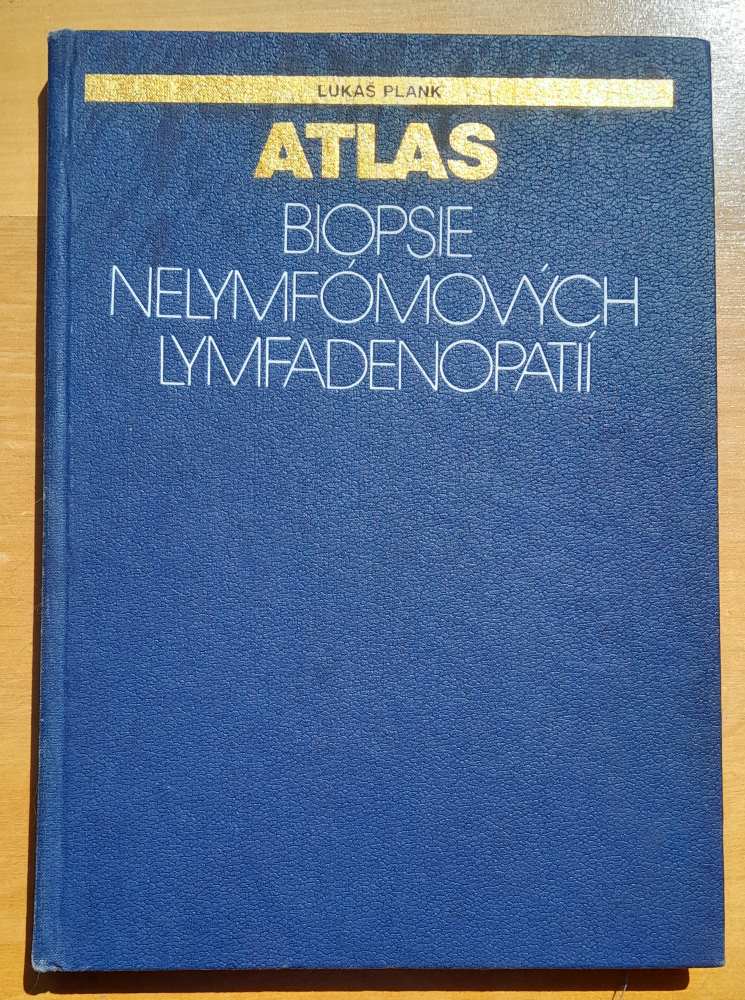 LUKÁŠ PLANK
ATLAS
BIOPSIE
NELYMFÓMOVÝCH
LYMFADENOPATIÍ